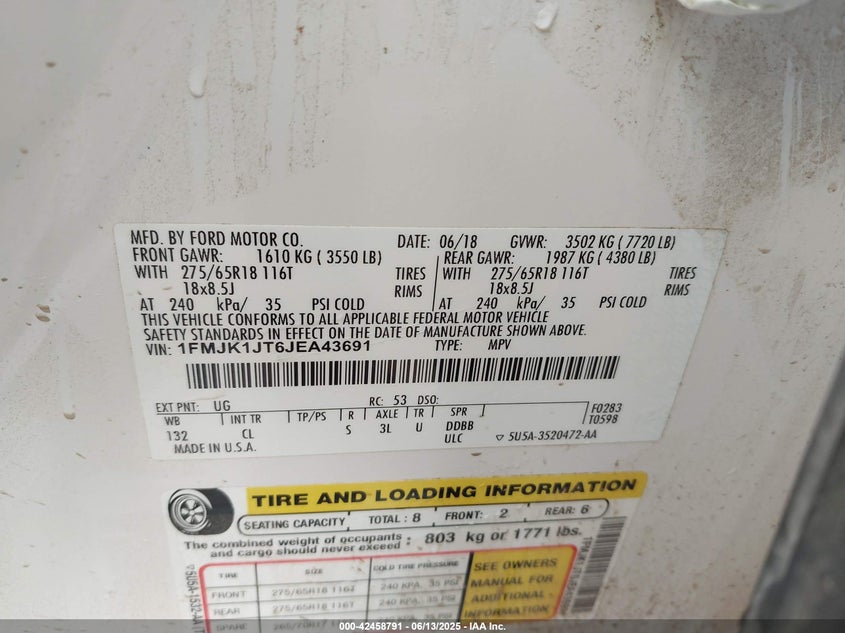 MFD. BY FORD MOTOR CO. DATE: 06/18 GVWR: 3502 KG ( 7720 LB)
FRONT GAWR: 1610 KG ( 3550 LB) REAR GAWR: 1987 KG ( 4380 LB)
WITH 275/65R18 116T TIRES WITH 275/65R18 116T TIRES
18x8.5J RIMS 18x8.5J RIMS
AT 240 kPa/ 35 PSI COLD AT 240 kPa/ 35 PSI COLD
THIS VEHICLE CONFORMS TO ALL APPLICABLE FEDERAL MOTOR VEHICLE
SAFETY STANDARDS IN EFFECT ON THE DATE OF MANUFACTURE SHOWN ABOVE.
VIN: 1FMJK1JT6JEA43691 TYPE: MPV
EXT PNT: UG RC: 53 DSO: F0283
WB INT TR TP/PS R AXLE TR SPR T0598
132 CL S 3L U DDBB
ULC
MADE IN U.S.A. 5U5A-3520472-AA
TIRE AND LOADING INFORMATION
SEATING CAPACITY TOTAL : 8 FRONT: 2 REAR: 6
The combined weight of occupants
and cargo should never exceed : 803 kg or 1771 lbs.
TIRE SIZE COLD TIRE PRESSURE
FRONT 275/65R18 116T 240 KPA, 35 PSI
REAR 275/65R18 116T 240 KPA, 35 PSI
SPARE
SEE OWNERS
MANUAL FOR
ADDITIONAL
INFORMATION
5U5A-1532-AA
000-42458791 - 06/13/2025 - IAA Inc.